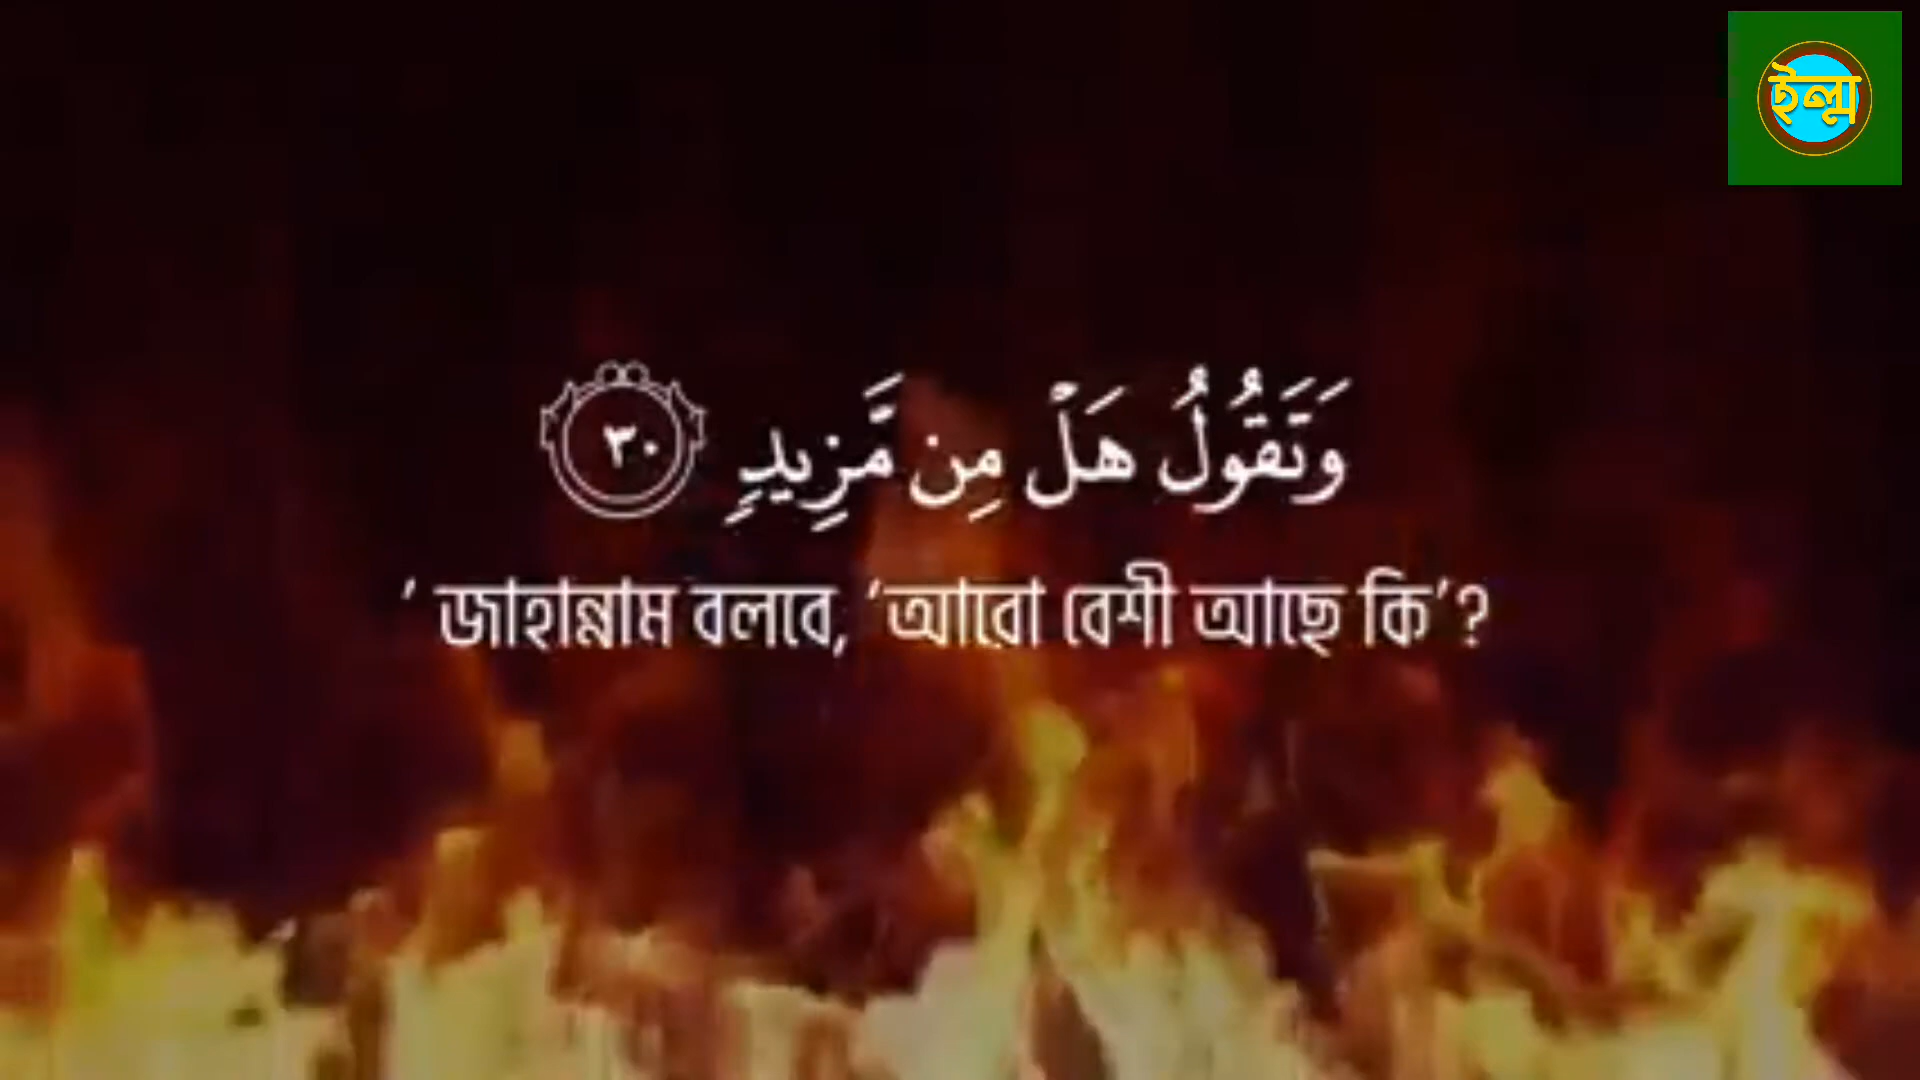 ইল্ম
وَتَقُولُ هَلْ مِن مَّزِيدٍ ٣٠
’ জাহান্নাম বলবে, ‘আরো বেশী আছে কি’?